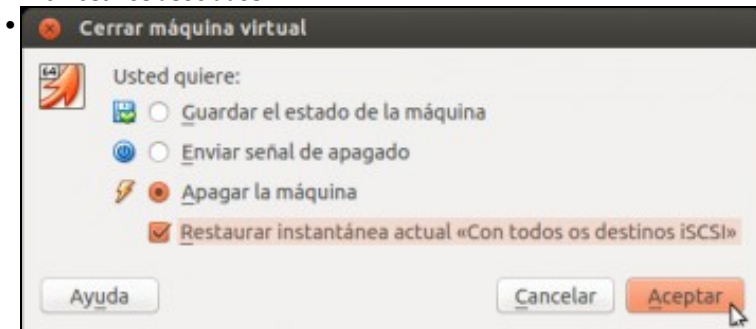 Cerrar máquina virtual
64
Usted quiere:
Guardar el estado de la máquina
Enviar señal de apagado
Apagar la máquina
Restaurar instantánea actual «Con todos os destinos iSCSI»
Ayuda
Cancelar
Aceptar